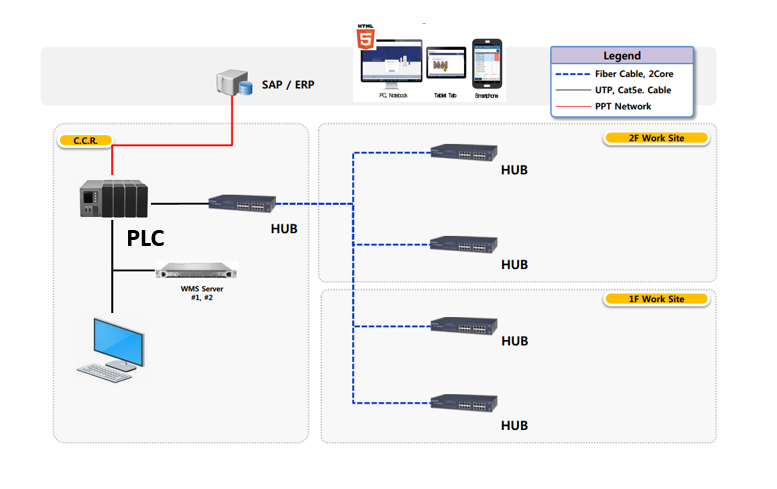 HTML
5
SAP / ERP
PC, Notebook
Tablet Tab
Smartphone
Legend
Fiber Cable, 2Core
UTP, Cat5e. Cable
PPT Network
C.C.R.
2F Work Site
HUB
PLC
HUB
HUB
WMS Server
#1, #2
1F Work Site
HUB
HUB